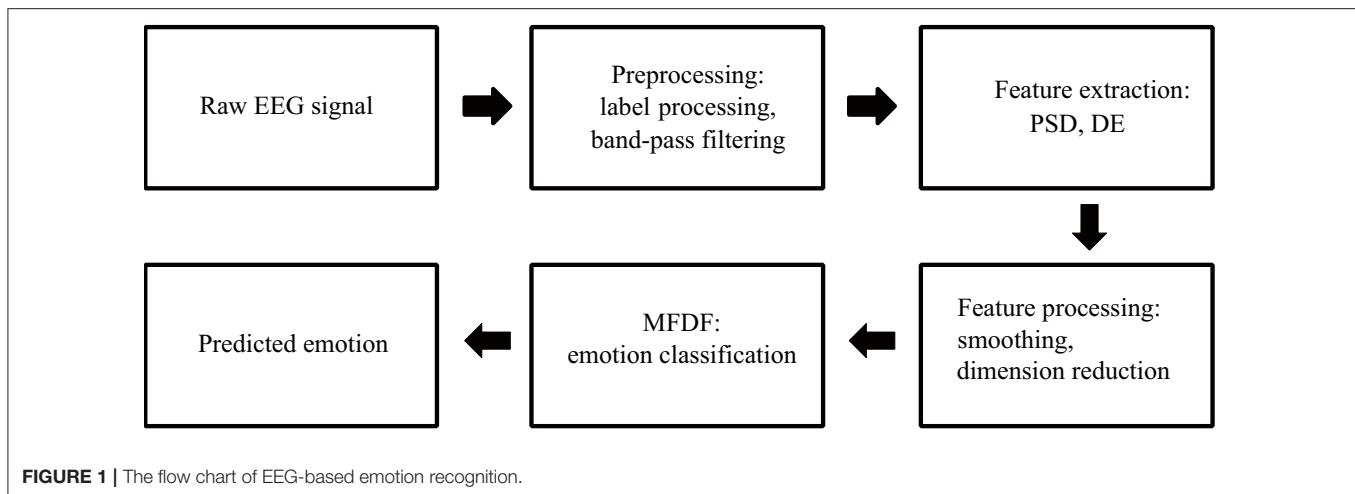 Raw EEG signal
Preprocessing:
label processing,
band-pass filtering
Feature extraction:
PSD, DE
Feature processing:
smoothing,
dimension reduction
MFDF:
emotion classification
Predicted emotion
FIGURE 1 | The flow chart of EEG-based emotion recognition.